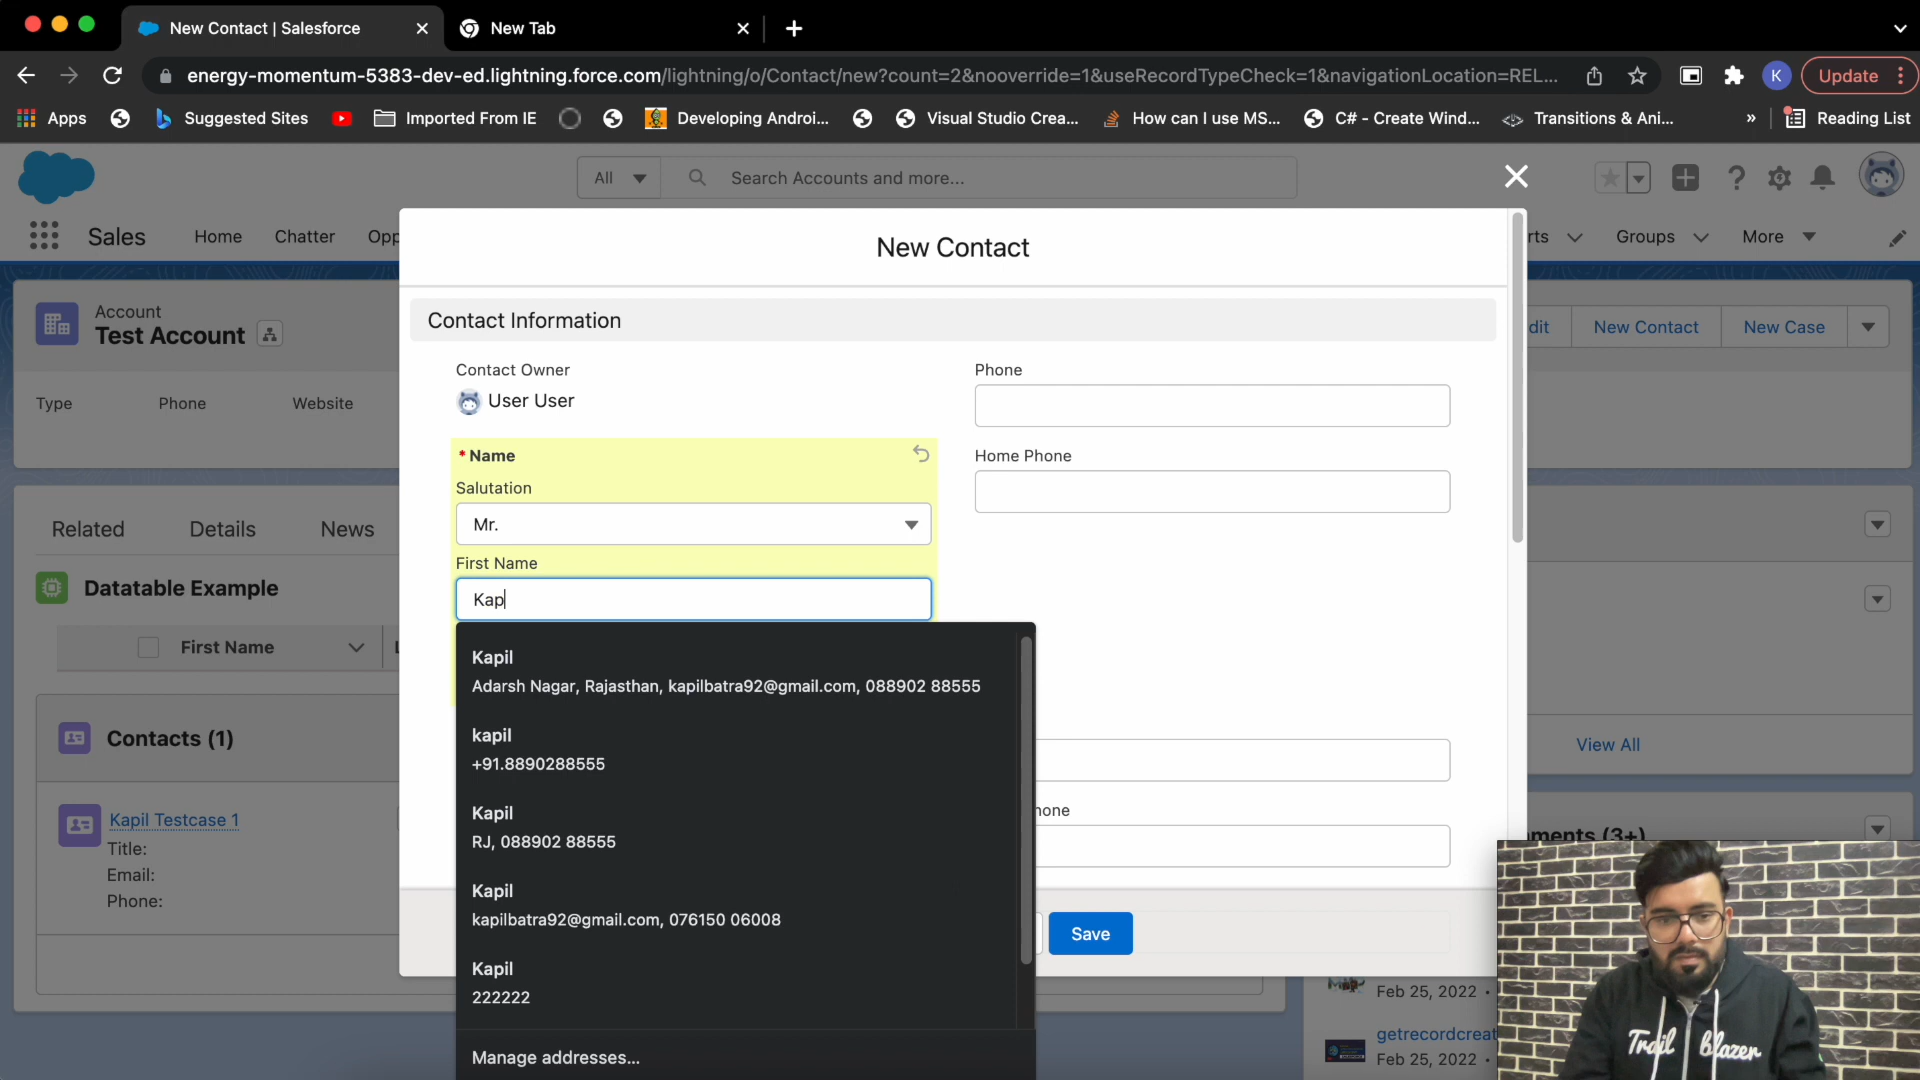 New Contact | Salesforce
New Tab
energy-momentum-5383-dev-ed.lightning.force.com/lightning/o/Contact/new?count=2&nooverride=1&useRecordTypeCheck=1&navigationLocation=REL...
K
Update
Apps
Suggested Sites
Imported From IE
Developing Androi...
Visual Studio Crea...
How can I use MS...
C# - Create Wind...
Transitions & Ani...
»
Reading List
All
Search Accounts and more...
Sales
Home
Chatter
Opp
rts
Groups
More
New Contact
Account
Test Account
dit
New Contact
New Case
Type
Phone
Website
Contact Information
Contact Owner
User User
Phone
* Name
Home Phone
Salutation
Mr.
First Name
Kap
Related
Details
News
Datatable Example
First Name
Contacts (1)
Kapil Testcase 1
Title:
Email:
Phone:
Kapil
Adarsh Nagar, Rajasthan, kapilbatra92@gmail.com, 088902 88555
kapil
+91.8890288555
Kapil
RJ, 088902 88555
Kapil
kapilbatra92@gmail.com, 076150 06008
Kapil
222222
Manage addresses...
hone
Save
View All
ments (3+)
Feb 25, 2022 •
getrecordcreat
Feb 25, 2022 •
Trail blazer